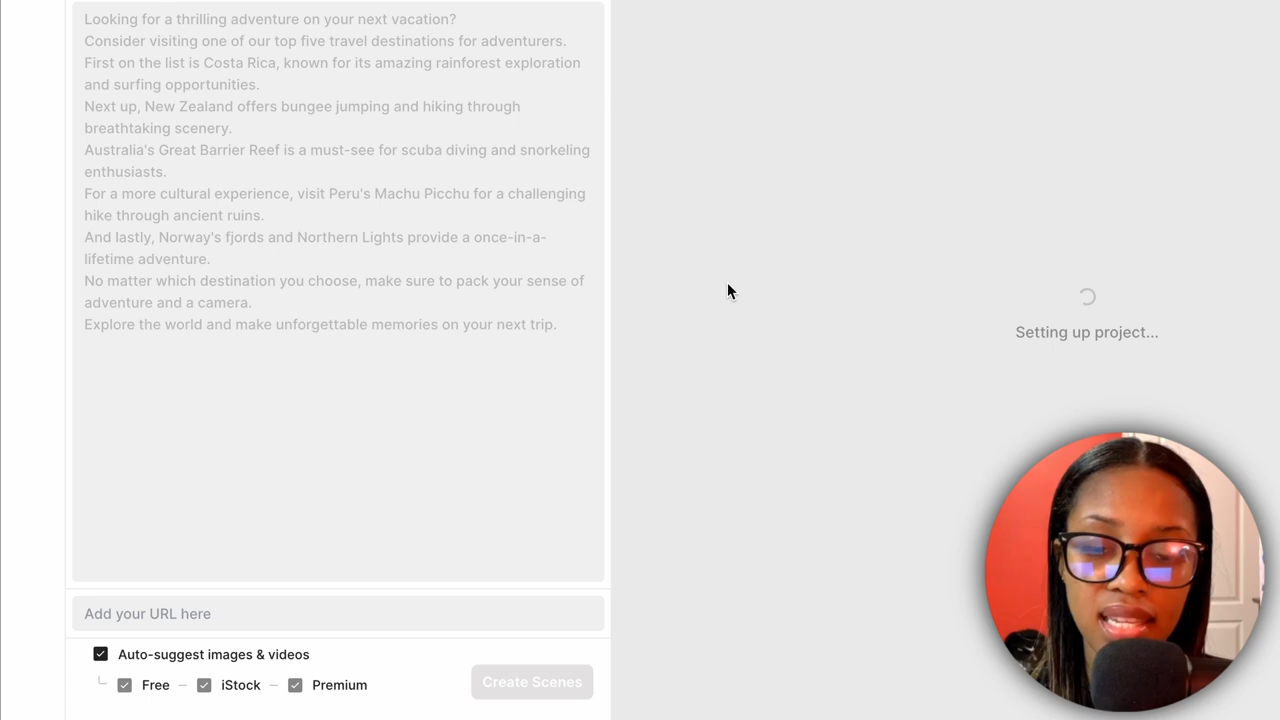 Looking for a thrilling adventure on your next vacation?
Consider visiting one of our top five travel destinations for adventurers.
First on the list is Costa Rica, known for its amazing rainforest exploration
and surfing opportunities.
Next up, New Zealand offers bungee jumping and hiking through
breathtaking scenery.
Australia's Great Barrier Reef is a must-see for scuba diving and snorkeling
enthusiasts.
For a more cultural experience, visit Peru's Machu Picchu for a challenging
hike through ancient ruins.
And lastly, Norway's fjords and Northern Lights provide a once-in-a-
lifetime adventure.
No matter which destination you choose, make sure to pack your sense of
adventure and a camera.
Explore the world and make unforgettable memories on your next trip.
Setting up project...
Add your URL here
Auto-suggest images & videos
Free iStock Premium
Create Scenes